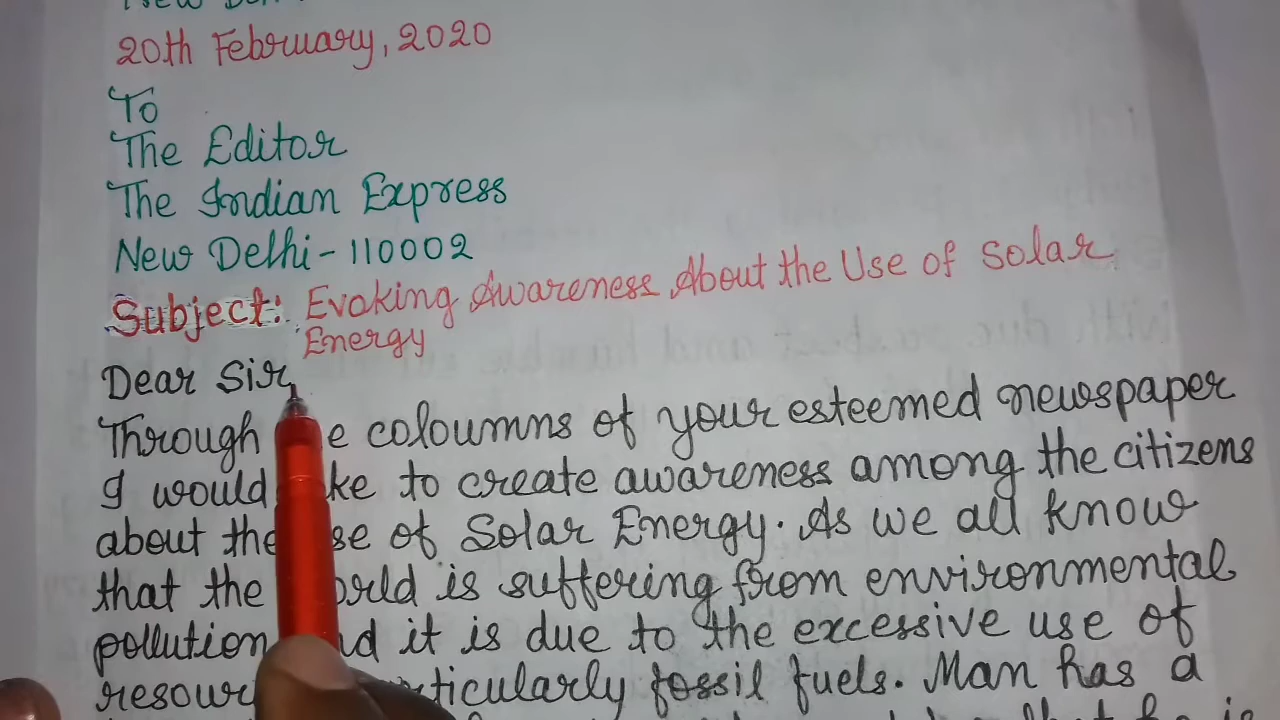 20th February, 2020
To
The Editor
The Indian Express
New Delhi - 110002
Subject: Evoking Awareness About the Use of Solar
Energy
Dear Sir,
Through e coloumns of your esteemed newspaper
I would ke to create awareness among the citizens
about the se of Solar Energy. As we all know
that the orld is suffering from environmental
pollution d it is due to the excessive use of
resour ticularly fossil fuels. Man has a